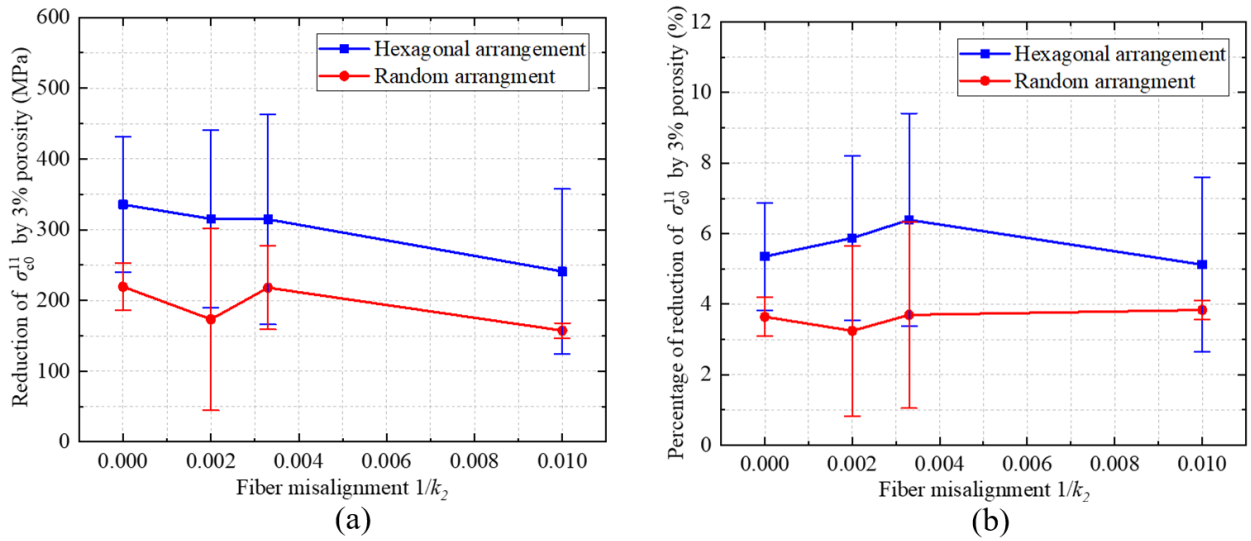 Reduction of σc0^11 by 3% porosity (MPa)
600
500
400
300
200
100
0
Hexagonal arrangement
Random arrangment
0.000 0.002 0.004 0.006 0.008 0.010
Fiber misalignment 1/k2
(a)
Percentage of reduction of σc0^11 by 3% porosity (%)
12
10
8
6
4
2
0
Hexagonal arrangement
Random arrangment
0.000 0.002 0.004 0.006 0.008 0.010
Fiber misalignment 1/k2
(b)